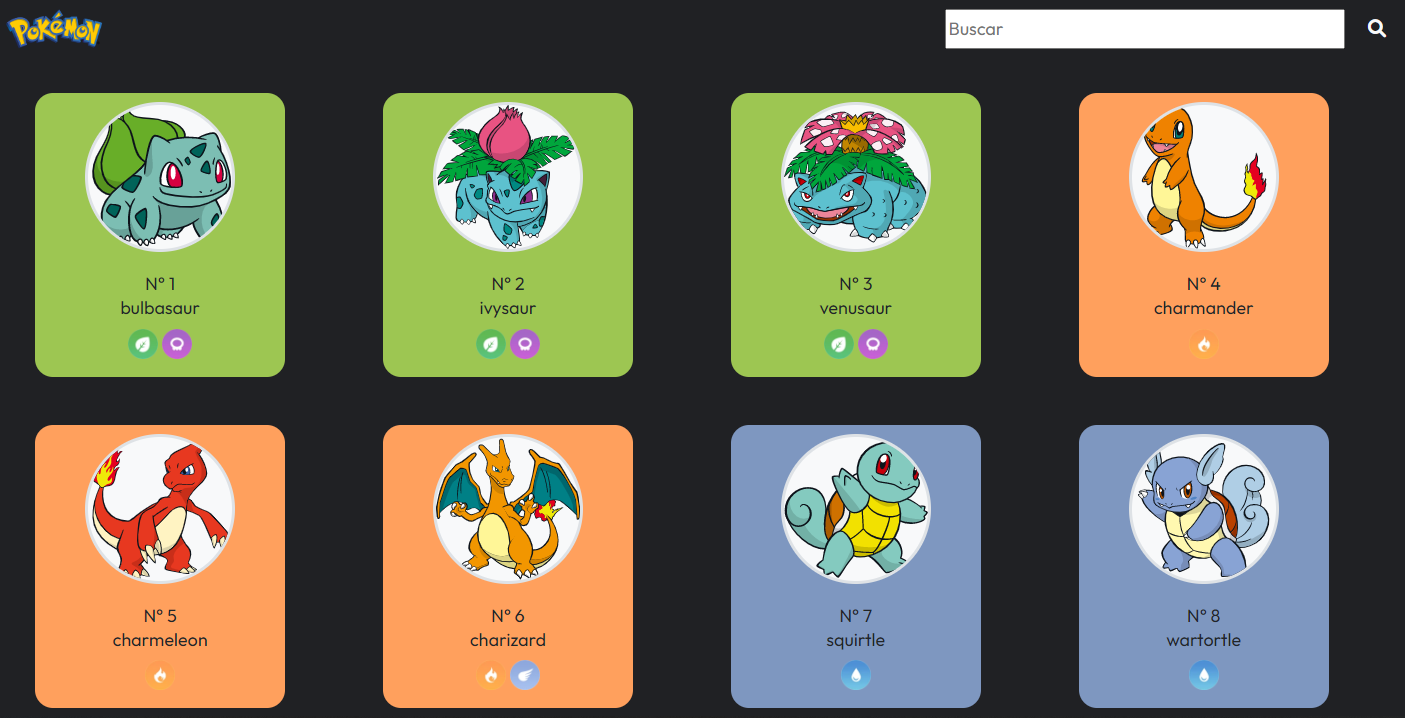 POKéMON
Buscar
N° 1
bulbasaur
N° 2
ivysaur
N° 3
venusaur
N° 4
charmander
N° 5
charmeleon
N° 6
charizard
N° 7
squirtle
N° 8
wartortle